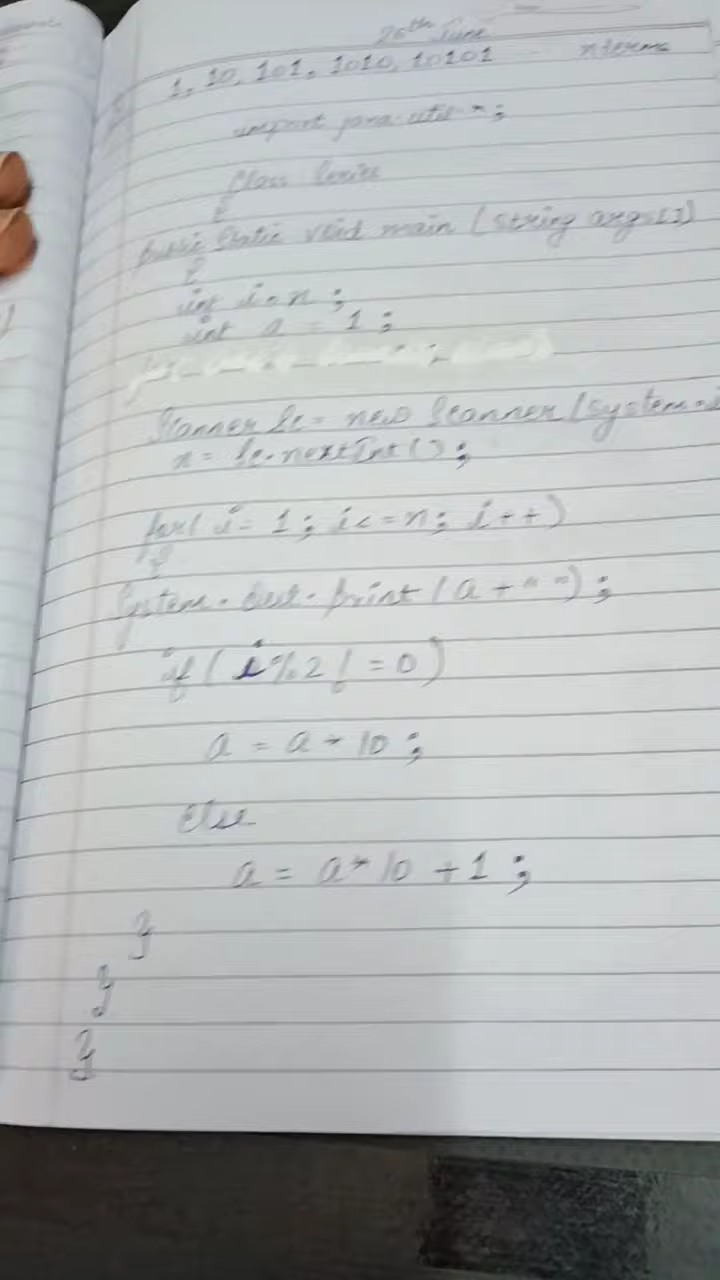 26th June
1, 10, 101, 1010, 10101 n terms
import java.util.*;
Class Series
{
Public Static void main (String args[])
{
int i, n ;
int a = 1 ;
Scanner Sc = new Scanner (System.
n = Sc.nextInt() ;
for( i = 1 ; i <= n ; i++)
{
System.out.print (a + " ") ;
if ( i % 2 ! = 0)
a = a * 10 ;
Else
a = a * 10 + 1 ;
}
}
}